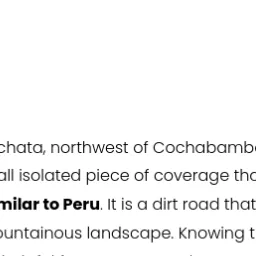 chata, northwest of Cochabamb
all isolated piece of coverage tha
milar to Peru. It is a dirt road that
ountainous landscape. Knowing t